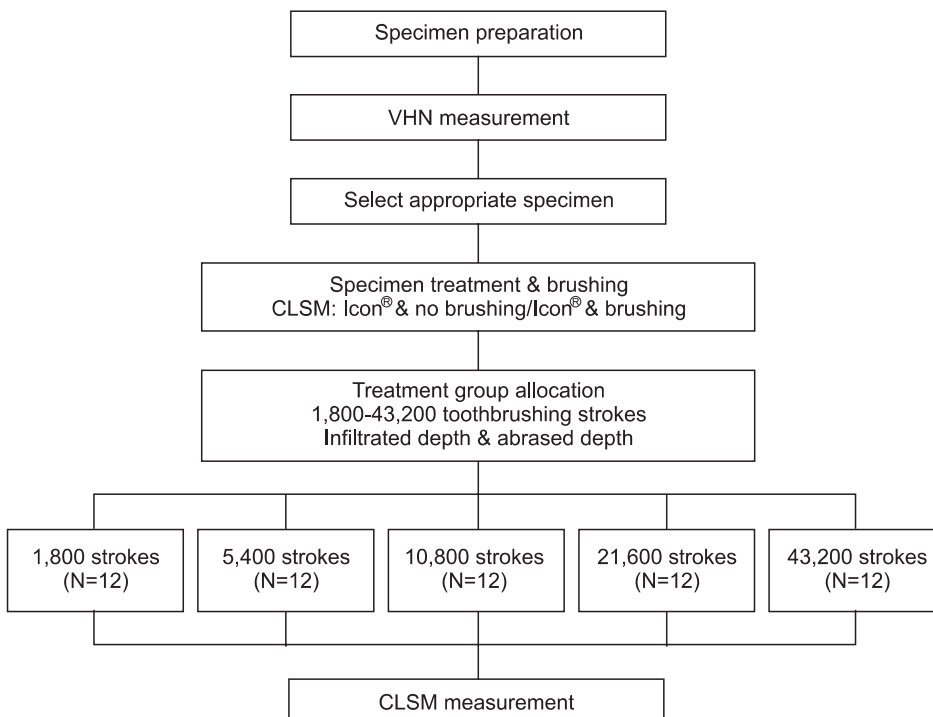 Specimen preparation
VHN measurement
Select appropriate specimen
Specimen treatment & brushing
CLSM: Icon® & no brushing/Icon® & brushing
Treatment group allocation
1,800-43,200 toothbrushing strokes
Infiltrated depth & abrased depth
1,800 strokes
(N=12)
5,400 strokes
(N=12)
10,800 strokes
(N=12)
21,600 strokes
(N=12)
43,200 strokes
(N=12)
CLSM measurement